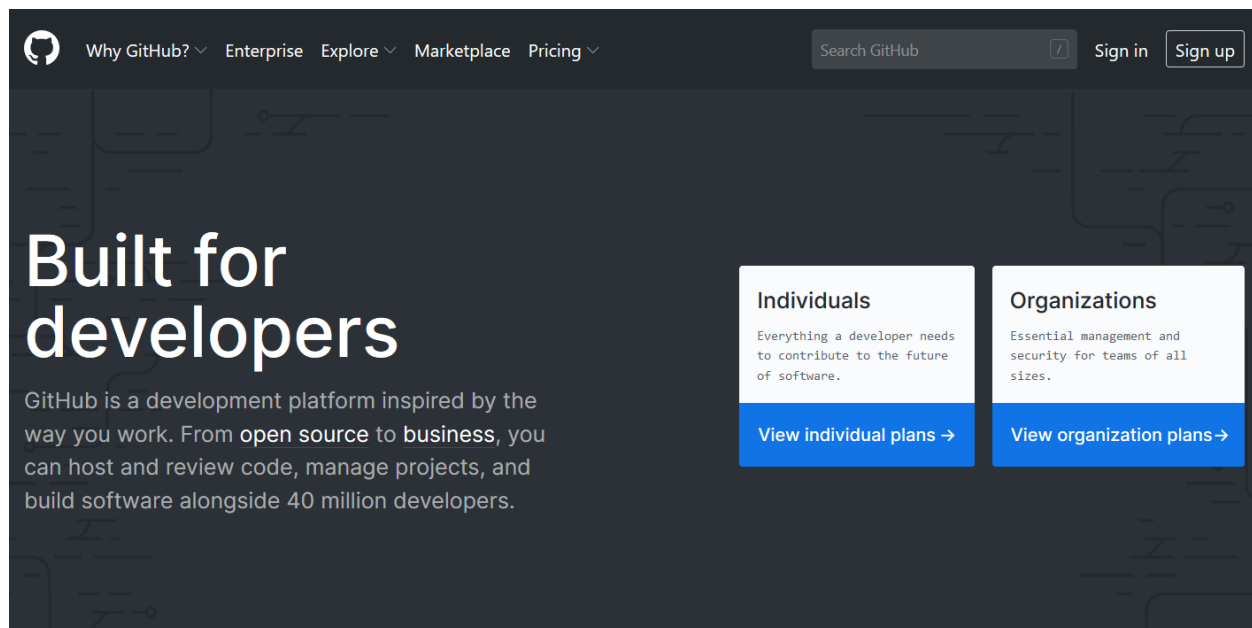 Why GitHub? Enterprise Explore Marketplace Pricing Search GitHub / Sign in Sign up
Built for
developers
GitHub is a development platform inspired by the
way you work. From open source to business, you
can host and review code, manage projects, and
build software alongside 40 million developers.
Individuals
Everything a developer needs
to contribute to the future
of software.
View individual plans →
Organizations
Essential management and
security for teams of all
sizes.
View organization plans→